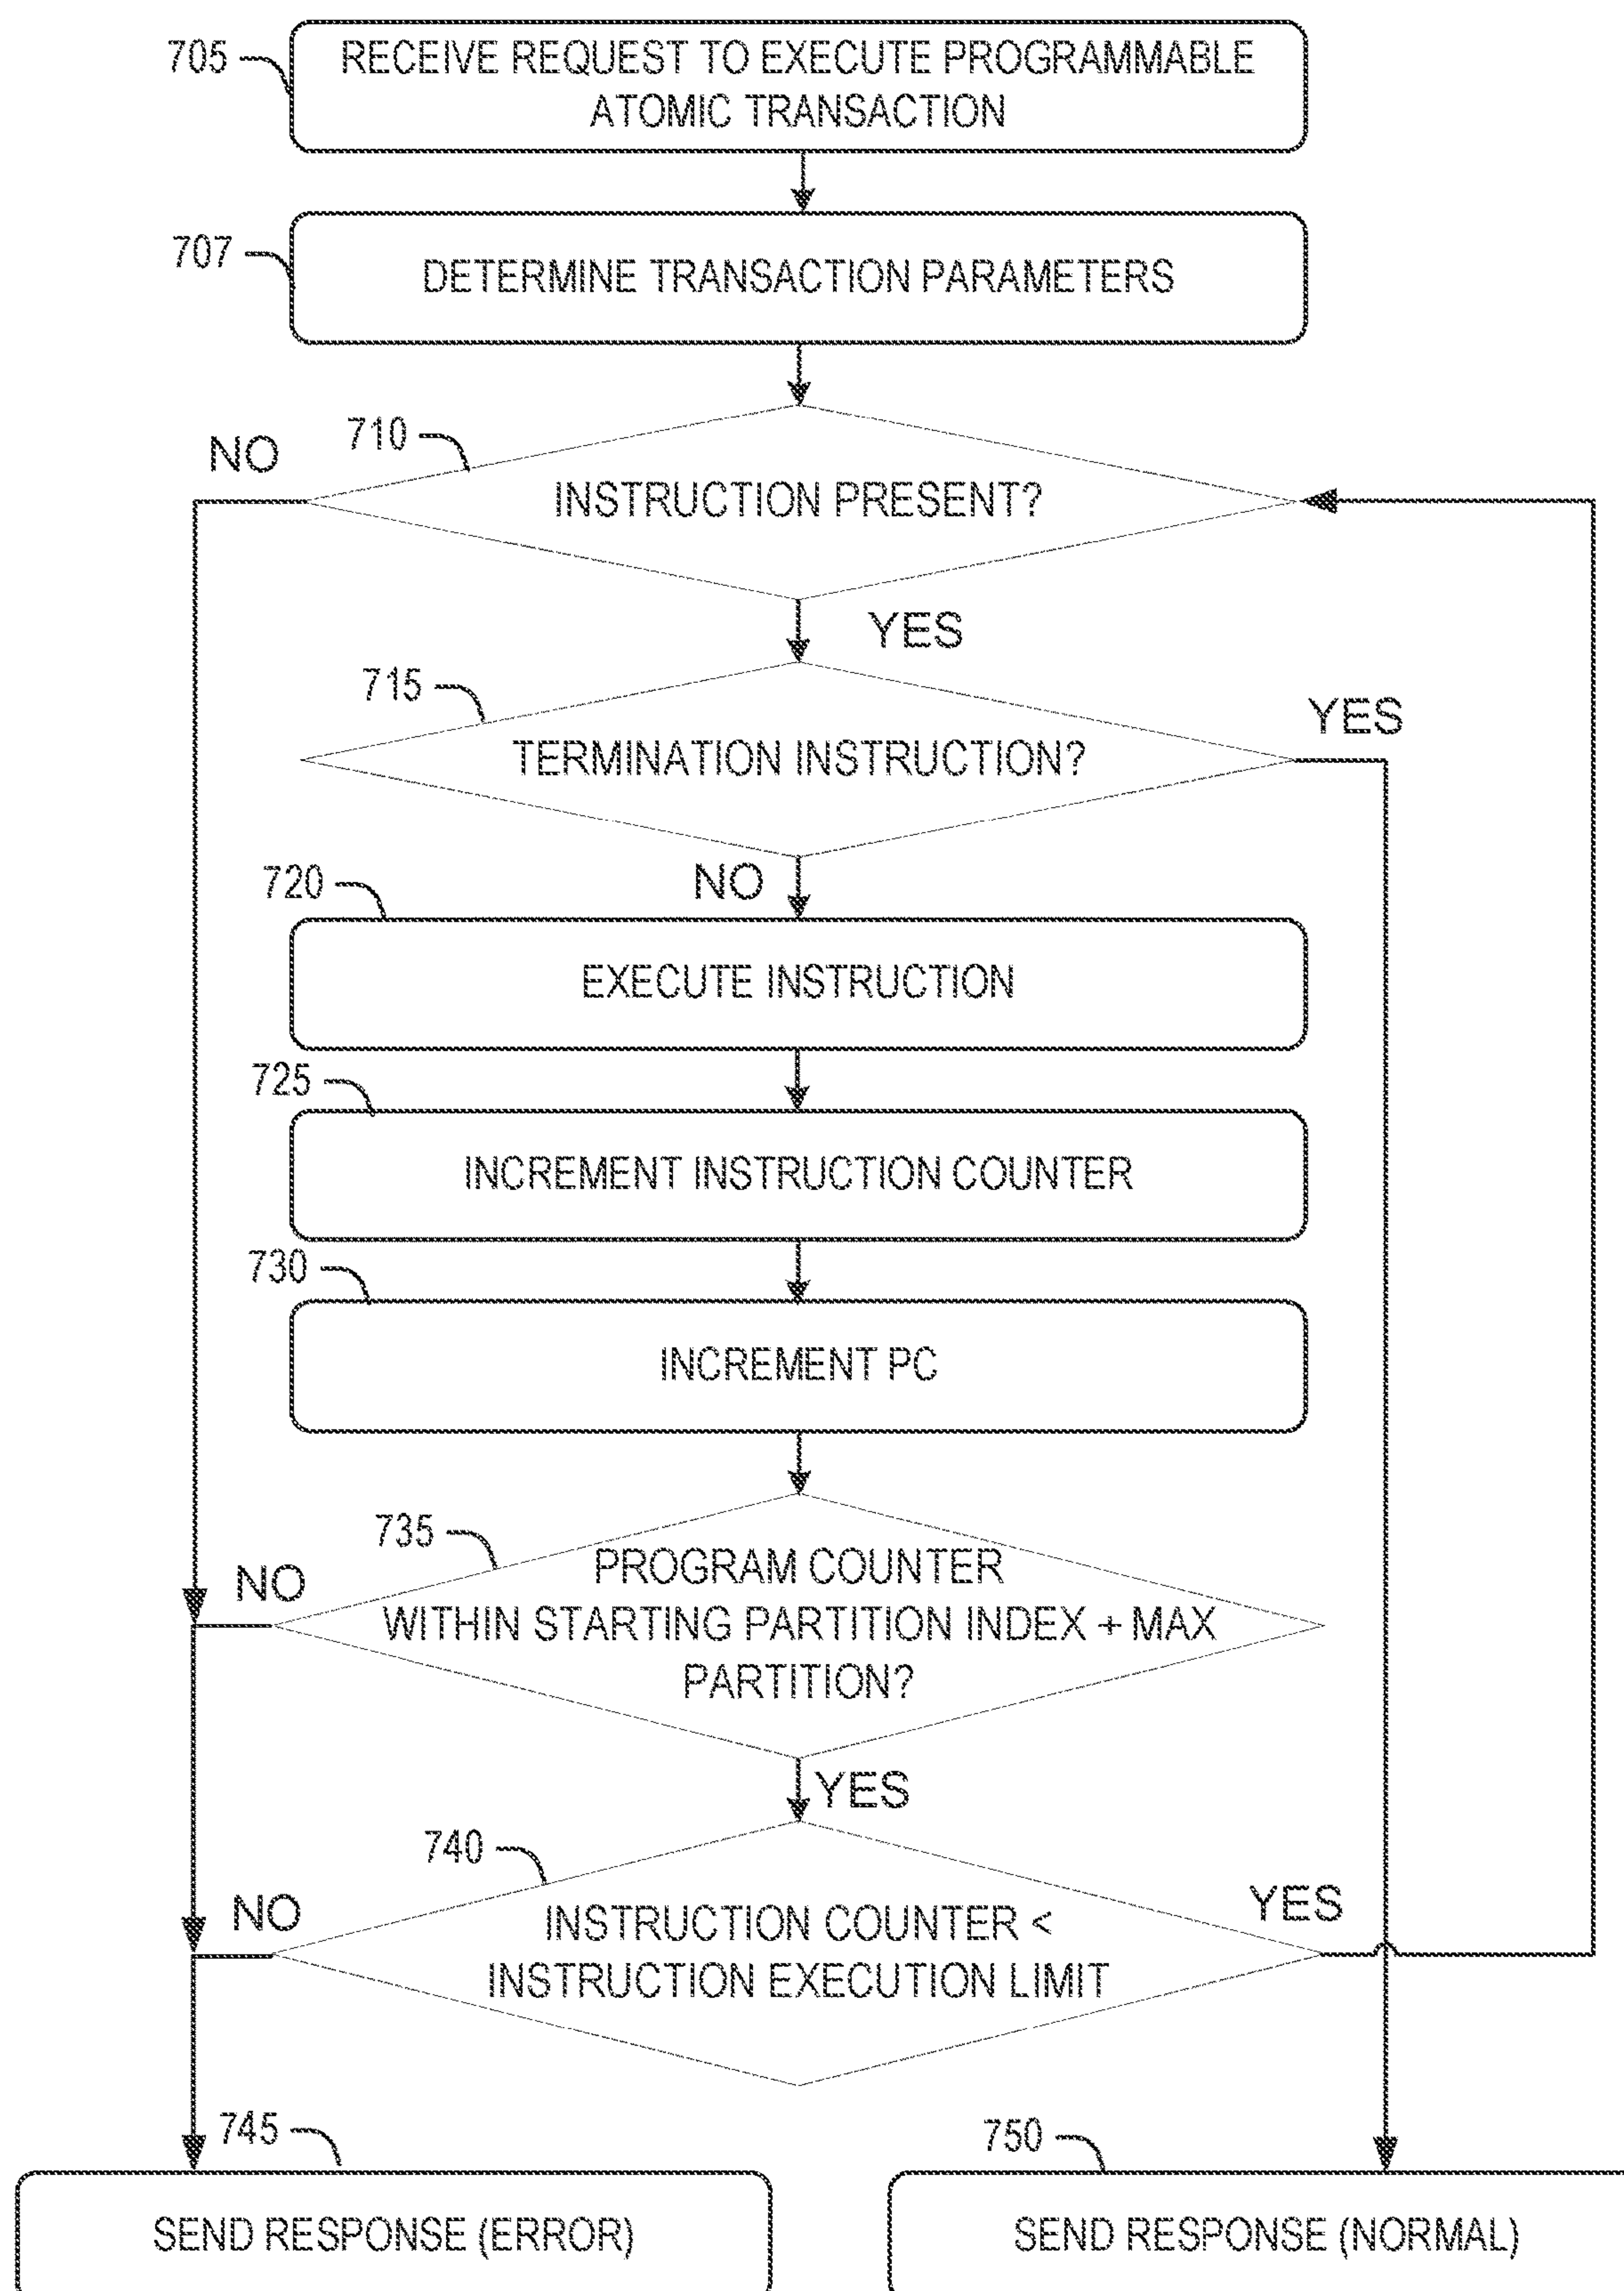 705
RECEIVE REQUEST TO EXECUTE PROGRAMMABLE
ATOMIC TRANSACTION
707
DETERMINE TRANSACTION PARAMETERS
710
NO
INSTRUCTION PRESENT?
YES
715
YES
TERMINATION INSTRUCTION?
NO
720
EXECUTE INSTRUCTION
725
INCREMENT INSTRUCTION COUNTER
730
INCREMENT PC
735
NO
PROGRAM COUNTER
WITHIN STARTING PARTITION INDEX + MAX
PARTITION?
YES
740
NO
YES
INSTRUCTION COUNTER <
INSTRUCTION EXECUTION LIMIT
745
SEND RESPONSE (ERROR)
750
SEND RESPONSE (NORMAL)